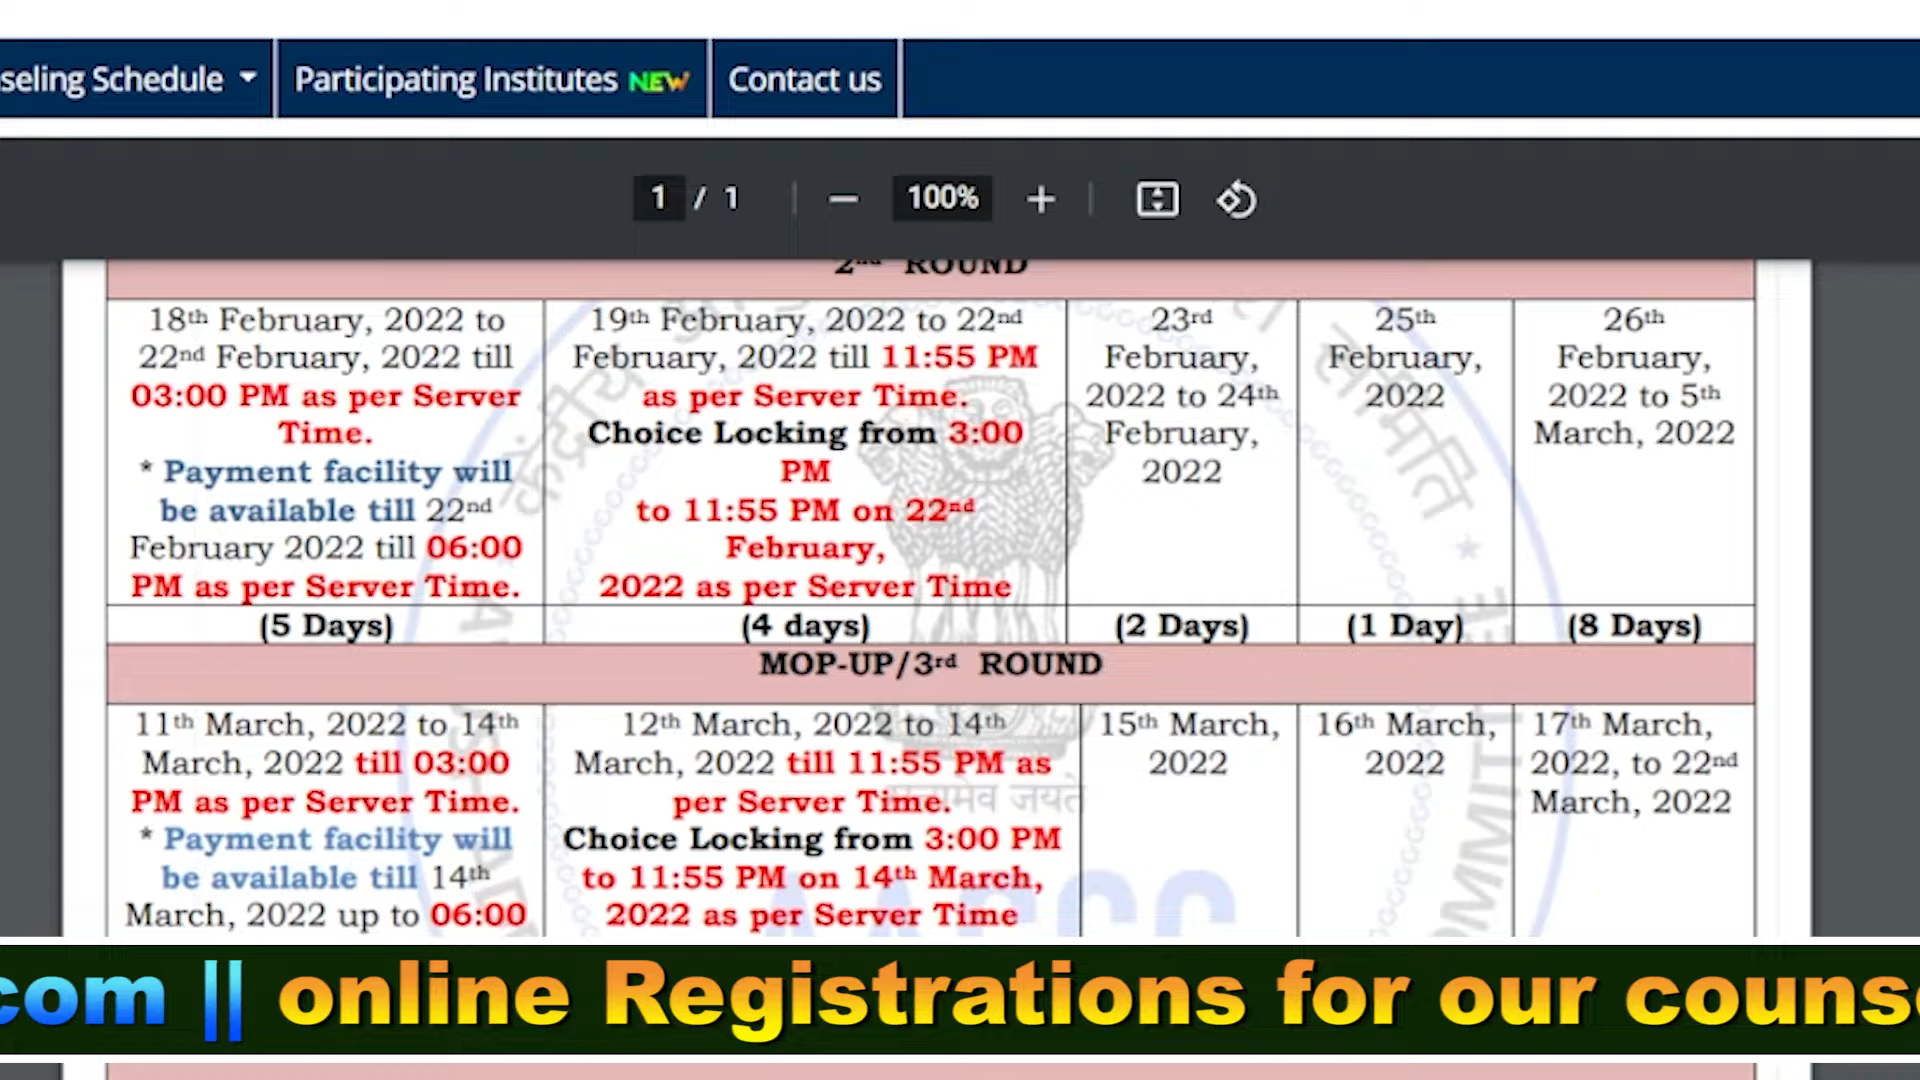 seling Schedule
Participating Institutes NEW
Contact us
1 / 1
100%
2nd ROUND
18th February, 2022 to
22nd February, 2022 till
03:00 PM as per Server
Time.
* Payment facility will
be available till 22nd
February 2022 till 06:00
PM as per Server Time.
19th February, 2022 to 22nd
February, 2022 till 11:55 PM
as per Server Time.
Choice Locking from 3:00
PM
to 11:55 PM on 22nd
February,
2022 as per Server Time
23rd
February,
2022 to 24th
February,
2022
25th
February,
2022
26th
February,
2022 to 5th
March, 2022
(5 Days)
(4 days)
(2 Days)
(1 Day)
(8 Days)
MOP-UP/3rd ROUND
11th March, 2022 to 14th
March, 2022 till 03:00
PM as per Server Time.
* Payment facility will
be available till 14th
March, 2022 up to 06:00
12th March, 2022 to 14th
March, 2022 till 11:55 PM as
per Server Time.
Choice Locking from 3:00 PM
to 11:55 PM on 14th March,
2022 as per Server Time
15th March,
2022
16th March,
2022
17th March,
2022, to 22nd
March, 2022
com || online Registrations for our couns